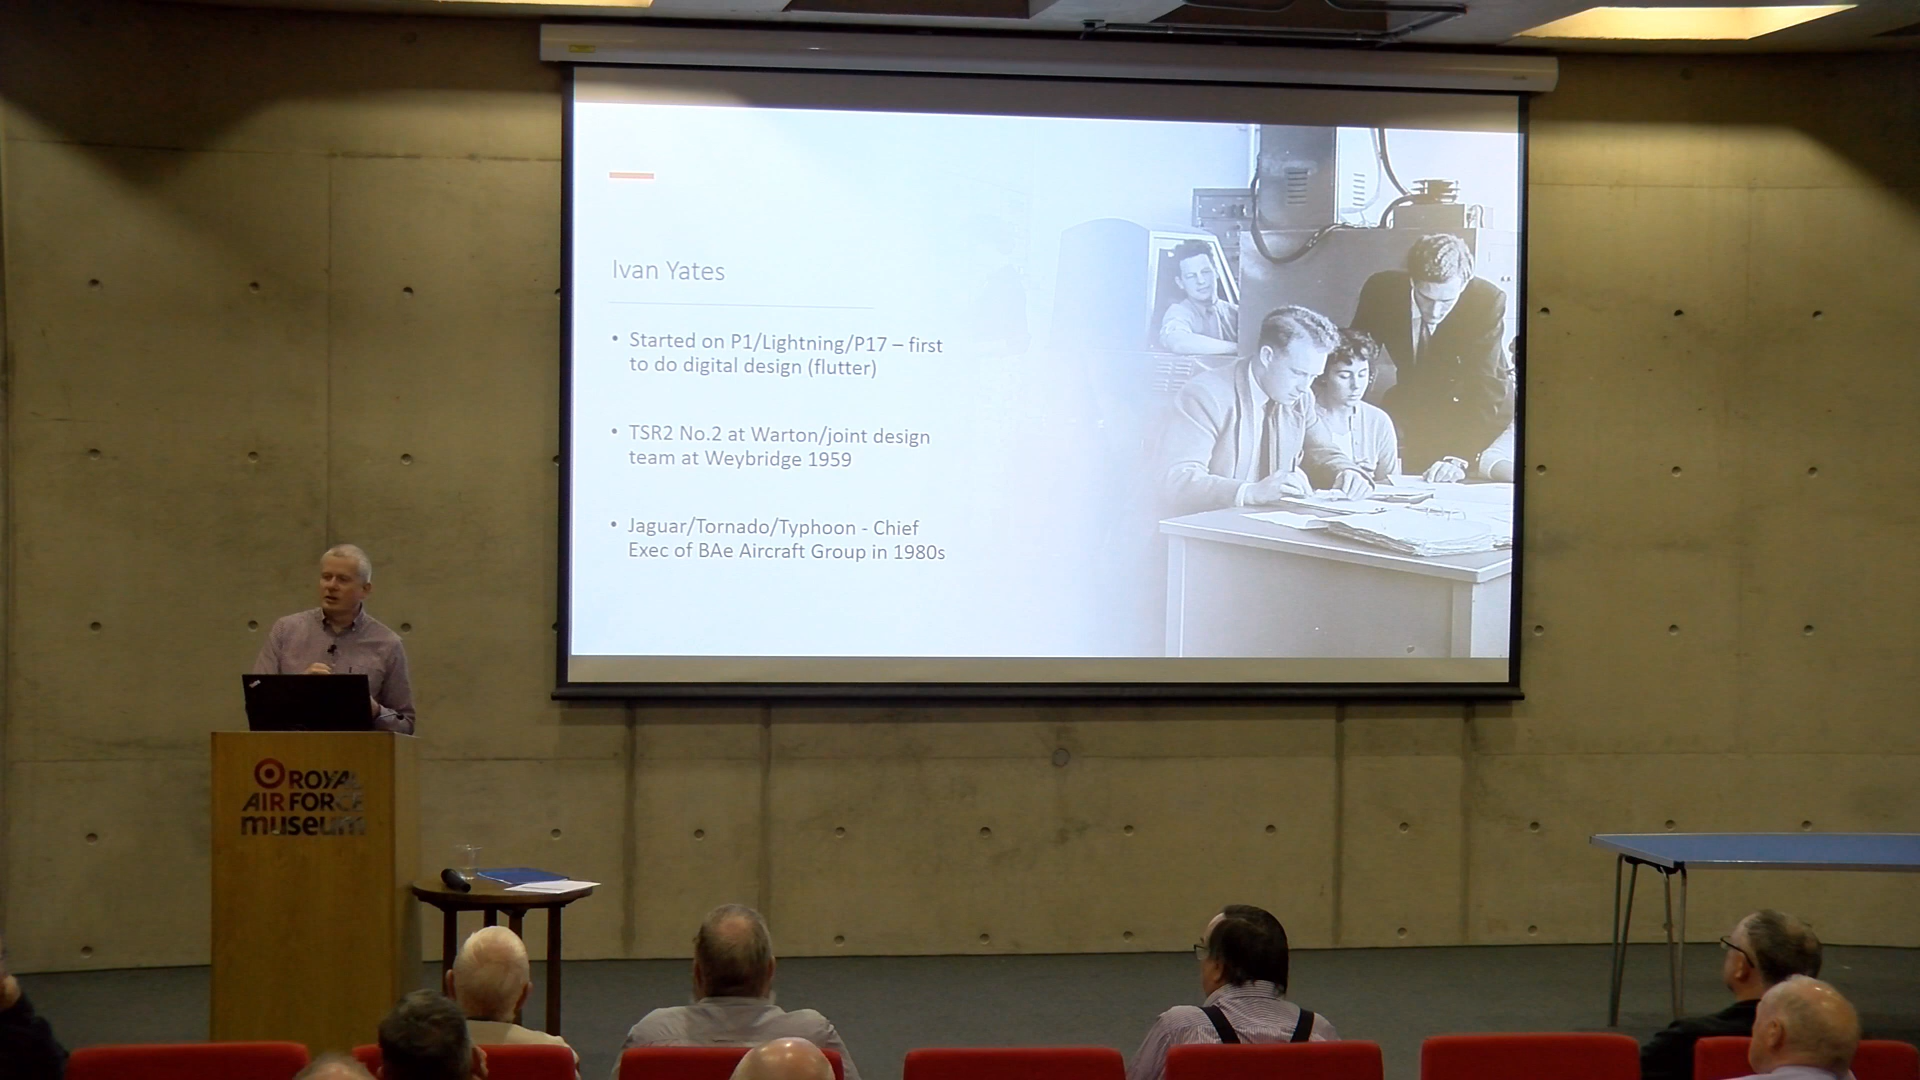 Ivan Yates
• Started on P1/Lightning/P17 – first
to do digital design (flutter)
• TSR2 No.2 at Warton/joint design
team at Weybridge 1959
• Jaguar/Tornado/Typhoon - Chief
Exec of BAe Aircraft Group in 1980s
ROYAL
AIR FORCE
museum